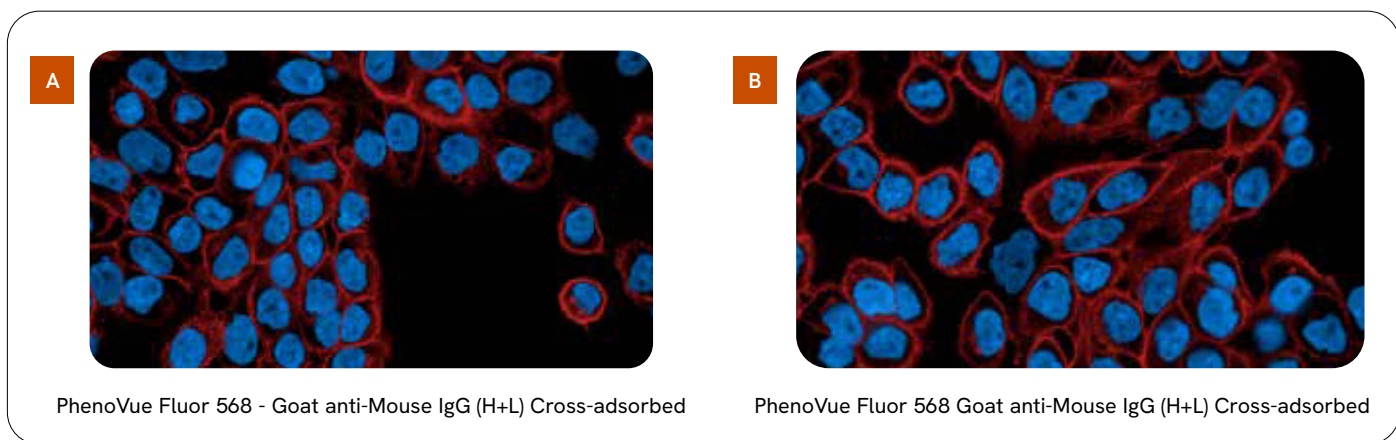 A
B
PhenoVue Fluor 568 - Goat anti-Mouse IgG (H+L) Cross-adsorbed
PhenoVue Fluor 568 Goat anti-Mouse IgG (H+L) Cross-adsorbed